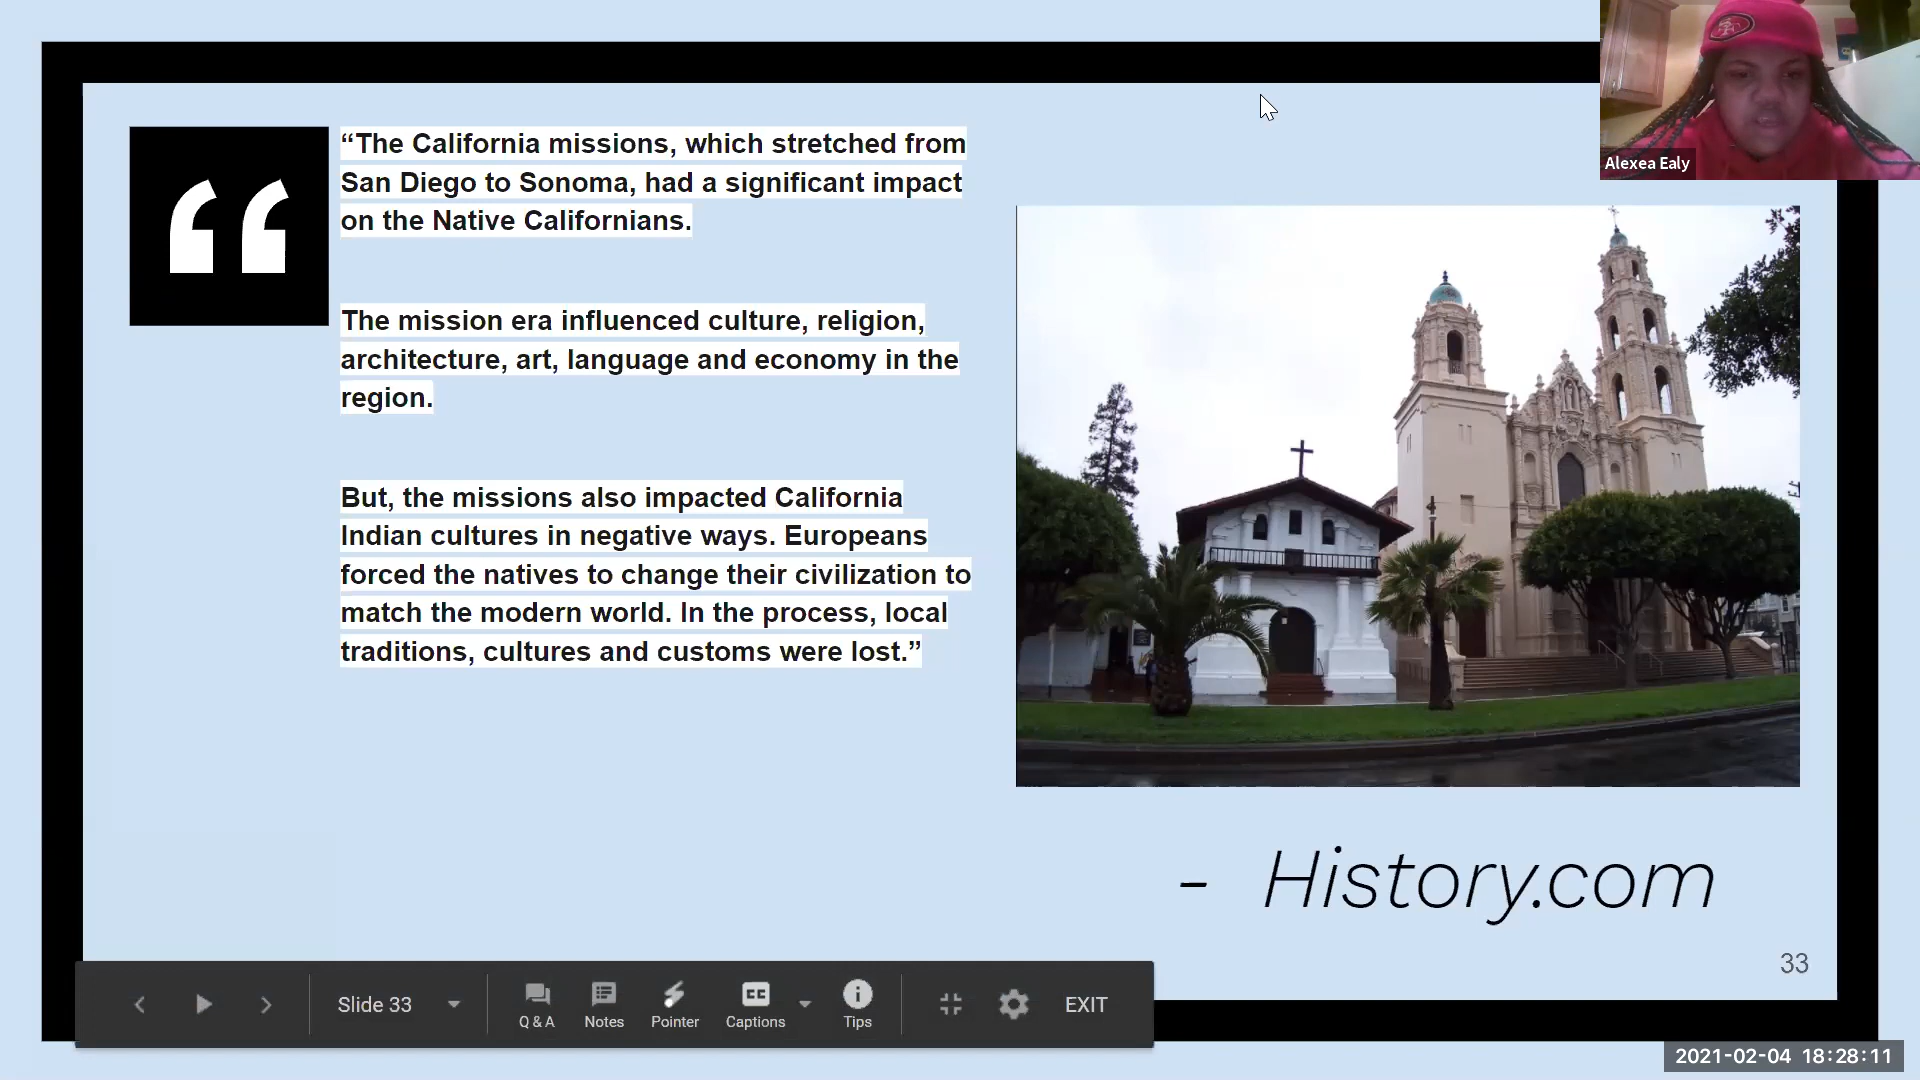 “The California missions, which stretched from
San Diego to Sonoma, had a significant impact
on the Native Californians.
The mission era influenced culture, religion,
architecture, art, language and economy in the
region.
But, the missions also impacted California
Indian cultures in negative ways. Europeans
forced the natives to change their civilization to
match the modern world. In the process, local
traditions, cultures and customs were lost.”
Alexea Ealy
- History.com
33
Slide 33
Q & A
Notes
Pointer
CC
Captions
Tips
EXIT
2021-02-04 18:28:11